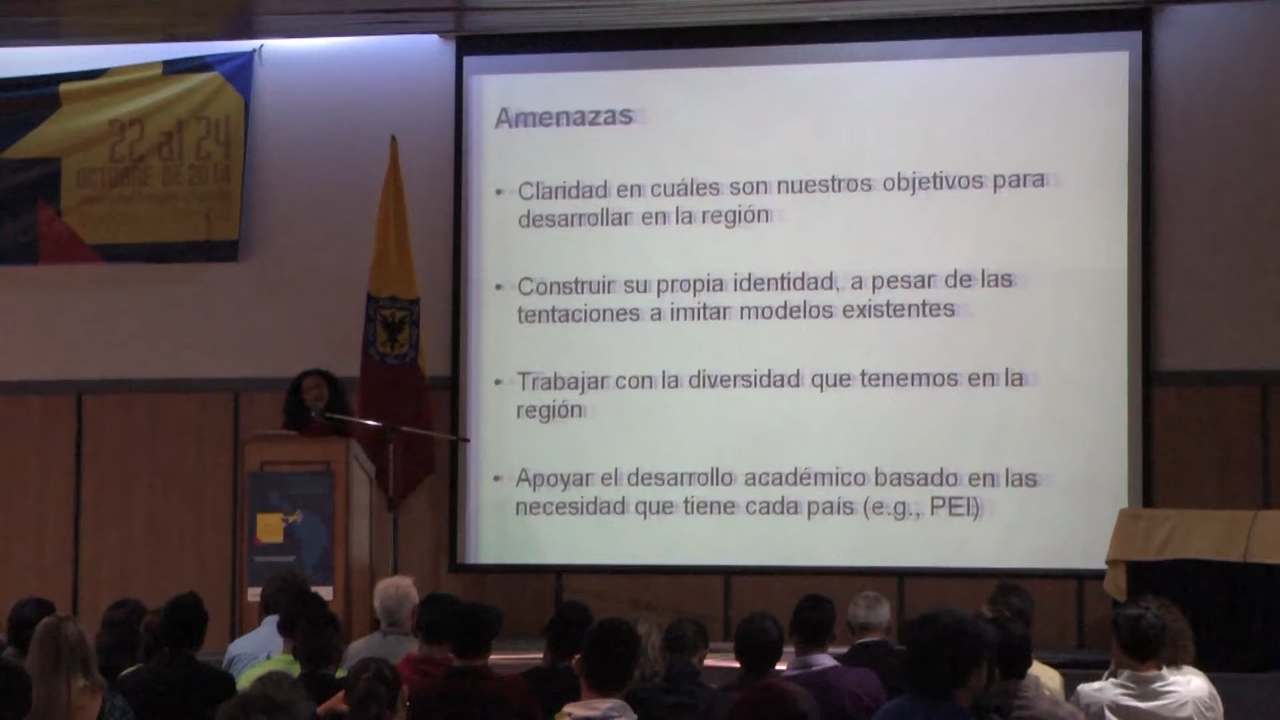 22 al 24
OCTUBRE DE 2014
Amenazas
• Claridad en cuáles son nuestros objetivos para
desarrollar en la región
• Construir su propia identidad, a pesar de las
tentaciones a imitar modelos existentes
• Trabajar con la diversidad que tenemos en la
región
• Apoyar el desarrollo académico basado en las
necesidad que tiene cada país (e.g., PEI)